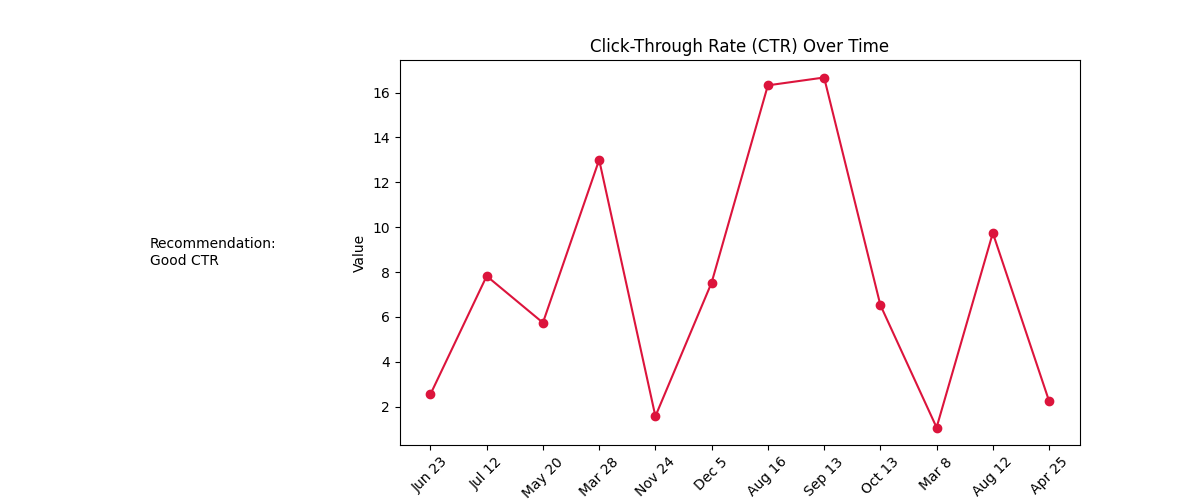 Click-Through Rate (CTR) Over Time
Recommendation:
Good CTR
Value
16
14
12
10
8
6
4
2
Jun 23
Jul 12
May 20
Mar 28
Nov 24
Dec 5
Aug 16
Sep 13
Oct 13
Mar 8
Aug 12
Apr 25